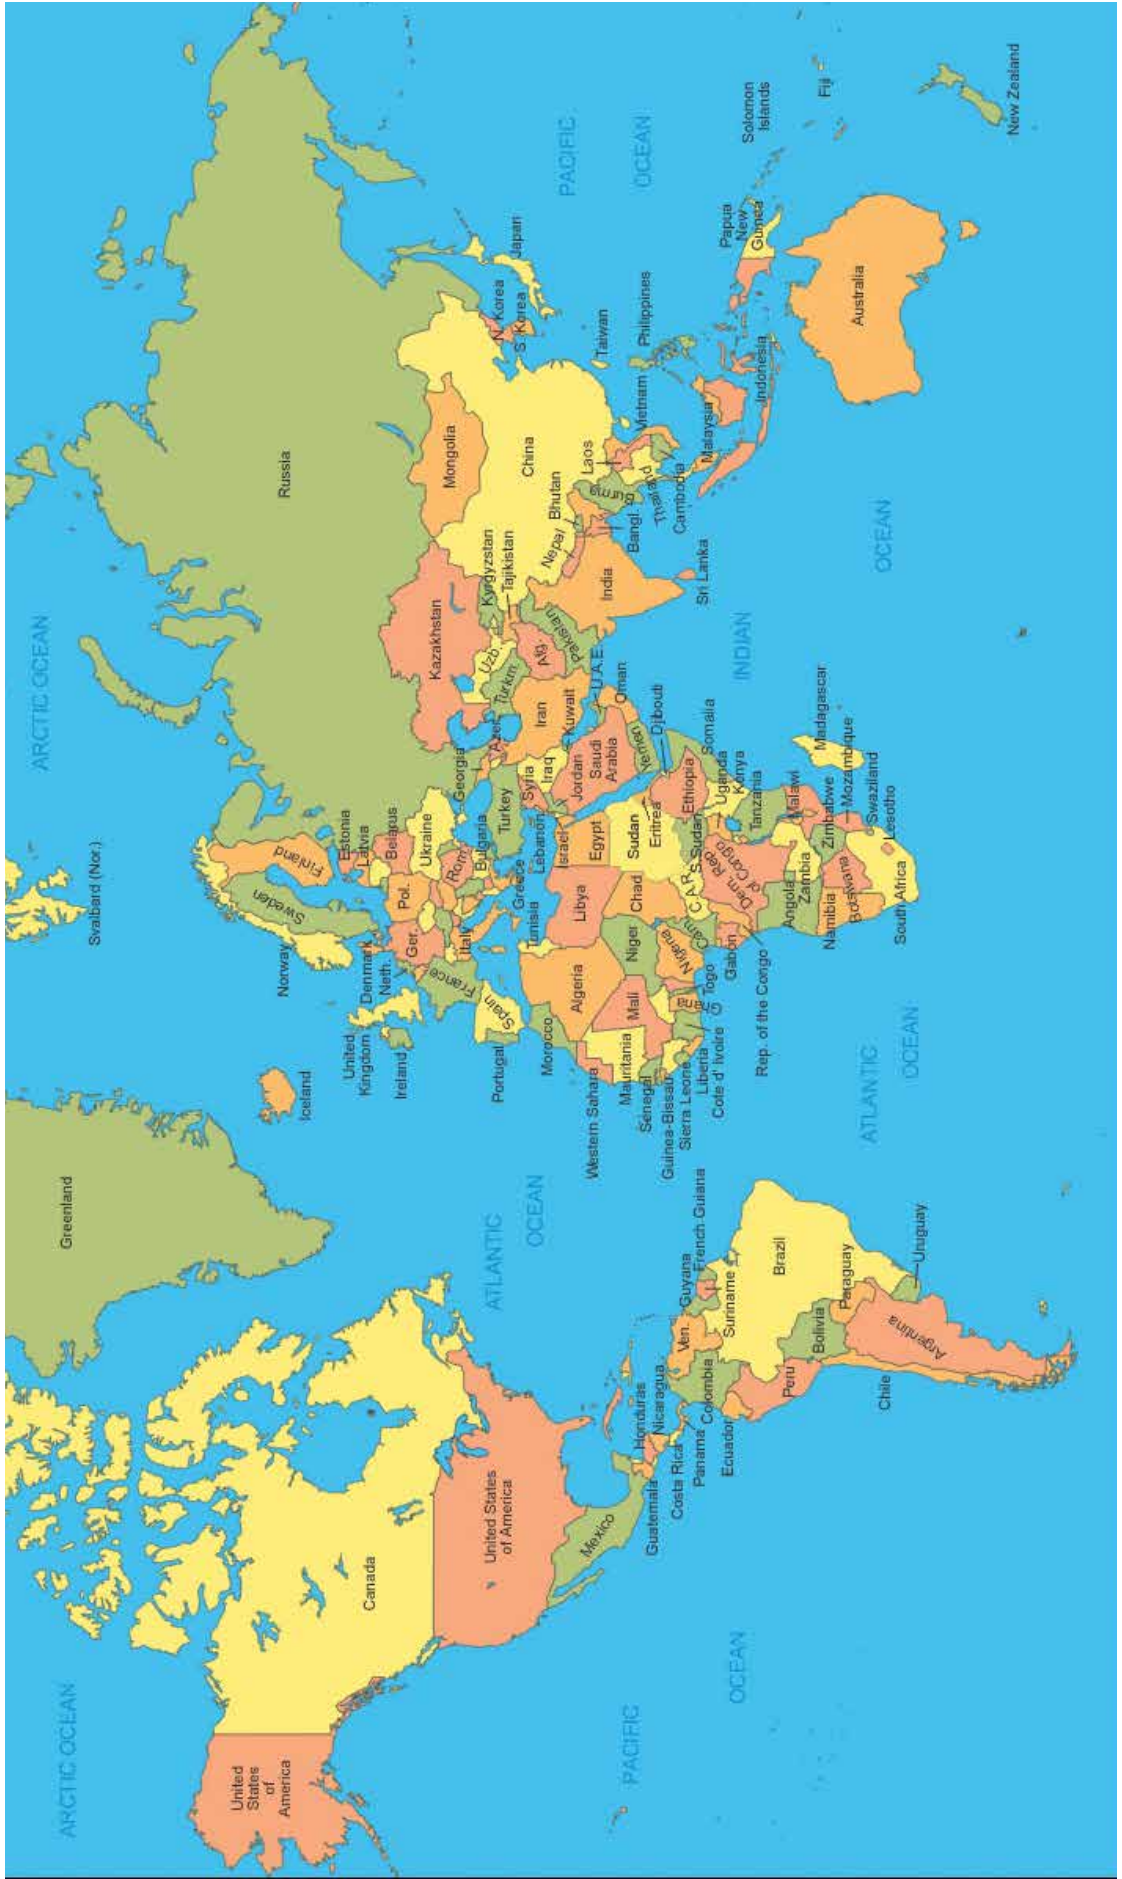 ARCTIC OCEAN
ARCTIC OCEAN
Greenland
Svalbard (Nor.)
United
States
of
America
Canada
Iceland
Norway
Sweden
Finland
Russia
United
Kingdom
Ireland
Denmark
Neth.
Ger.
Pol.
Estonia
Latvia
Belarus
Ukraine
France
Spain
Portugal
Italy
Rom.
Bulgaria
Greece
Georgia
Azer.
Turkey
Kazakhstan
Uzb.
Turkm.
Kyrgyzstan
Tajikistan
Mongolia
China
N. Korea
S. Korea
Japan
United States
of America
ATLANTIC
OCEAN
PACIFIC
OCEAN
Mexico
Guatemala
Honduras
Nicaragua
Costa Rica
Panama
Morocco
Western Sahara
Algeria
Tunisia
Libya
Egypt
Israel
Lebanon
Syria
Iraq
Jordan
Iran
Kuwait
Saudi
Arabia
U.A.E.
Oman
Yemen
Afg.
Pakistan
India
Nepal
Bhutan
Bangl.
Burma
Laos
Thailand
Vietnam
Cambodia
Taiwan
Philippines
Sri Lanka
Malaysia
Indonesia
Papua
New
Guinea
Solomon
Islands
Fiji
Mauritania
Mali
Niger
Chad
Sudan
Eritrea
Djibouti
Senegal
Guinea-Bissau
Sierra Leone
Liberia
Cote d' Ivoire
Ghana
Togo
Nigeria
Cam.
C.A.R.
S.Sudan
Ethiopia
Somalia
Uganda
Kenya
Gabon
Rep. of the Congo
Dem. Rep.
of Congo
Tanzania
Angola
Zambia
Malawi
Mozambique
Zimbabwe
Madagascar
Namibia
Botswana
Swaziland
Lesotho
South Africa
PACIFIC
OCEAN
Ven.
Guyana
Suriname
French Guiana
Colombia
Ecuador
Peru
Brazil
Bolivia
Paraguay
Uruguay
Chile
Argentina
ATLANTIC
OCEAN
INDIAN
OCEAN
Australia
New Zealand